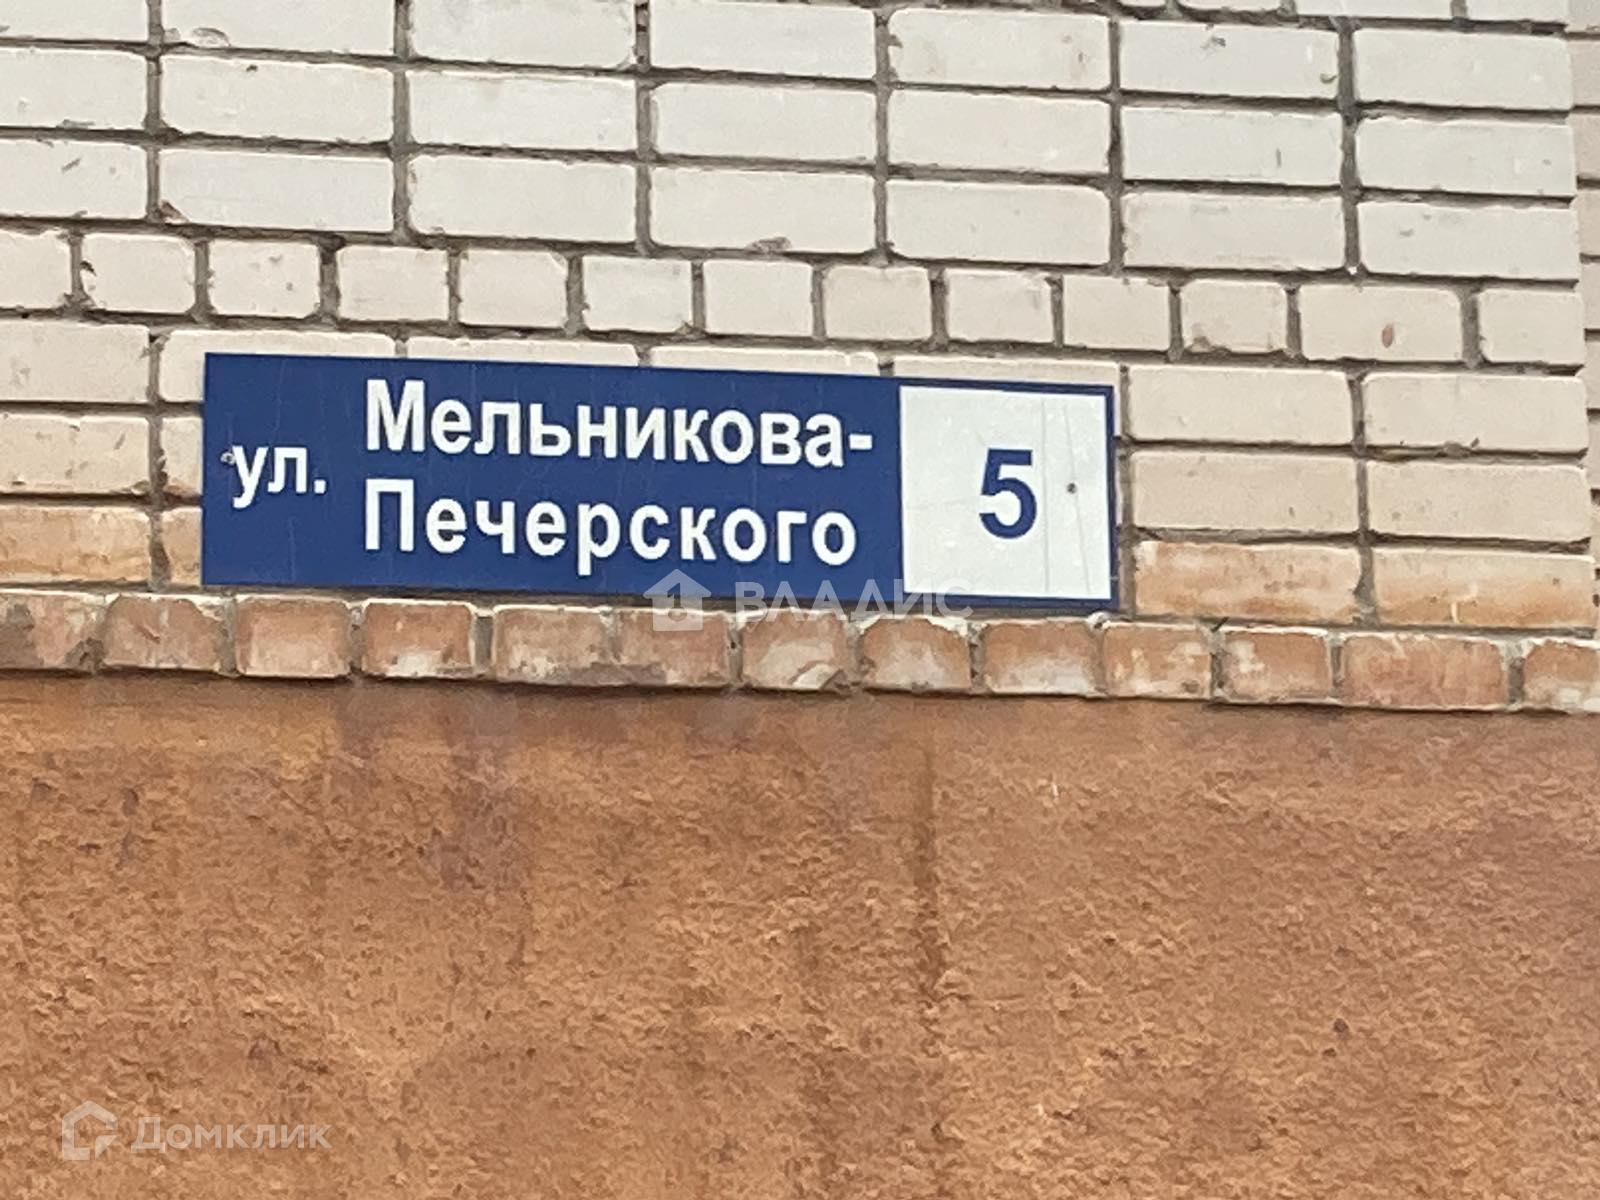 ул. Мельникова-
Печерского
5
ВЛАДИС
Домклик